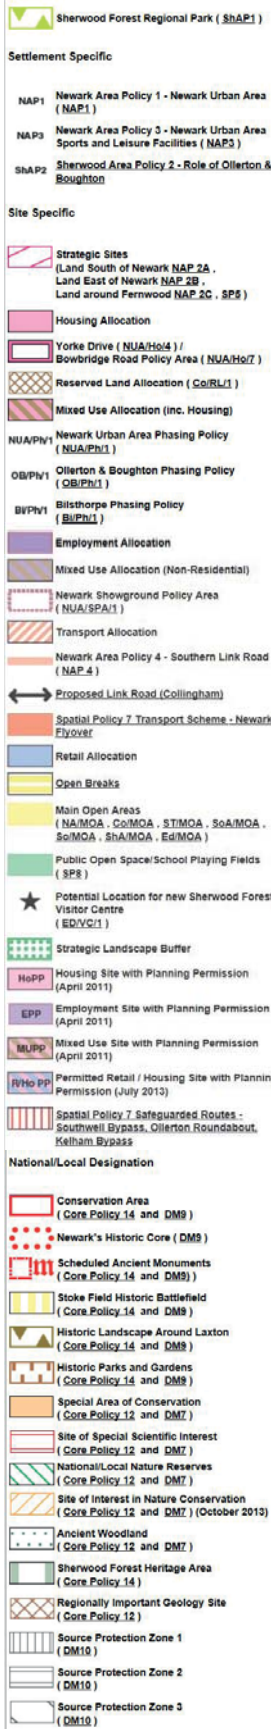 Sherwood Forest Regional Park ( ShAP1 )
Settlement Specific
NAP1 Newark Area Policy 1 - Newark Urban Area
( NAP1 )
NAP3 Newark Area Policy 3 - Newark Urban Area
Sports and Leisure Facilities ( NAP3 )
ShAP2 Sherwood Area Policy 2 - Role of Ollerton &
Boughton
Site Specific
Strategic Sites
(Land South of Newark NAP 2A ,
Land East of Newark NAP 2B ,
Land around Fernwood NAP 2C , SP5 )
Housing Allocation
Yorke Drive ( NUA/Ho/4 ) /
Bowbridge Road Policy Area ( NUA/Ho/7 )
Reserved Land Allocation ( Co/RL/1 )
Mixed Use Allocation (inc. Housing)
NUA/Ph/1 Newark Urban Area Phasing Policy
( NUA/Ph/1 )
OB/Ph/1 Ollerton & Boughton Phasing Policy
( OB/Ph/1 )
Bi/Ph/1 Bilsthorpe Phasing Policy
( Bi/Ph/1 )
Employment Allocation
Mixed Use Allocation (Non-Residential)
Newark Showground Policy Area
( NUA/SPA/1 )
Transport Allocation
Newark Area Policy 4 - Southern Link Road
( NAP 4 )
Proposed Link Road (Collingham)
Spatial Policy 7 Transport Scheme - Newark
Flyover
Retail Allocation
Open Breaks
Main Open Areas
( NA/MOA , Co/MOA , ST/MOA , SoA/MOA ,
So/MOA , ShA/MOA , Ed/MOA )
Public Open Space/School Playing Fields
( SP8 )
Potential Location for new Sherwood Forest
Visitor Centre
( ED/VC/1 )
Strategic Landscape Buffer
HoPP Housing Site with Planning Permission
(April 2011)
EPP Employment Site with Planning Permission
(April 2011)
MUPP Mixed Use Site with Planning Permission
(April 2011)
R/Ho PP Permitted Retail / Housing Site with Plannin
Permission (July 2013)
Spatial Policy 7 Safeguarded Routes -
Southwell Bypass, Ollerton Roundabout,
Kelham Bypass
National/Local Designation
Conservation Area
( Core Policy 14 and DM9 )
Newark's Historic Core ( DM9 )
Scheduled Ancient Monuments
( Core Policy 14 and DM9) )
Stoke Field Historic Battlefield
( Core Policy 14 and DM9 )
Historic Landscape Around Laxton
( Core Policy 14 and DM9 )
Historic Parks and Gardens
( Core Policy 14 and DM9 )
Special Area of Conservation
( Core Policy 12 and DM7 )
Site of Special Scientific Interest
( Core Policy 12 and DM7 )
National/Local Nature Reserves
( Core Policy 12 and DM7 )
Site of Interest in Nature Conservation
( Core Policy 12 and DM7 ) (October 2013)
Ancient Woodland
( Core Policy 12 and DM7 )
Sherwood Forest Heritage Area
( Core Policy 14 )
Regionally Important Geology Site
( Core Policy 12 )
Source Protection Zone 1
( DM10 )
Source Protection Zone 2
( DM10 )
Source Protection Zone 3
( DM10 )